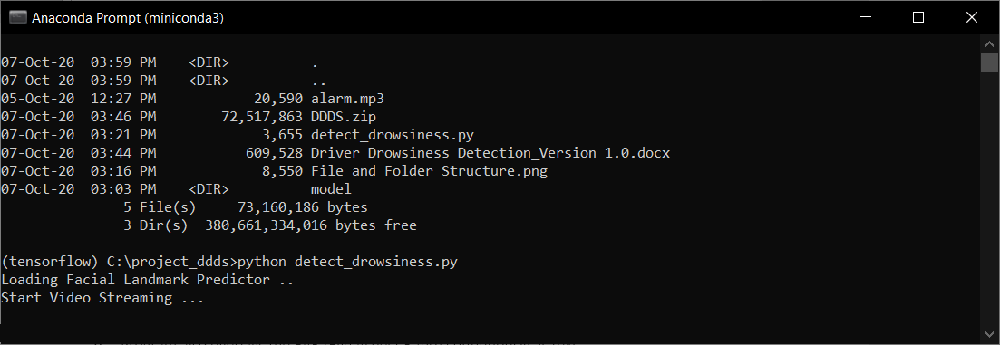 Anaconda Prompt (miniconda3)
07-Oct-20  03:59 PM    <DIR>          .
07-Oct-20  03:59 PM    <DIR>          ..
05-Oct-20  12:27 PM            20,590 alarm.mp3
07-Oct-20  03:46 PM        72,517,863 DDDS.zip
07-Oct-20  03:21 PM             3,655 detect_drowsiness.py
07-Oct-20  03:44 PM           609,528 Driver Drowsiness Detection_Version 1.0.docx
07-Oct-20  03:16 PM             8,550 File and Folder Structure.png
07-Oct-20  03:03 PM    <DIR>          model
               5 File(s)     73,160,186 bytes
               3 Dir(s)  380,661,334,016 bytes free
(tensorflow) C:\project_ddds>python detect_drowsiness.py
Loading Facial Landmark Predictor ..
Start Video Streaming ...